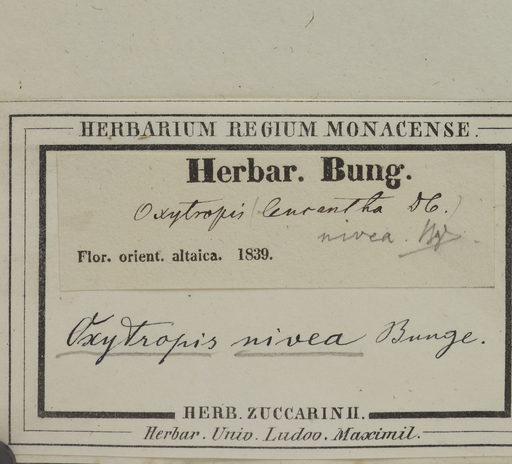 HERBARIUM REGIUM MONACENSE.
Herbar. Bung.
Oxytropis (leucantha DC.)
nivea. Bg.
Flor. orient. altaica. 1839.
Oxytropis nivea Bunge.
HERB. ZUCCARINII.
Herbar. Univ. Ludov. Maximil.